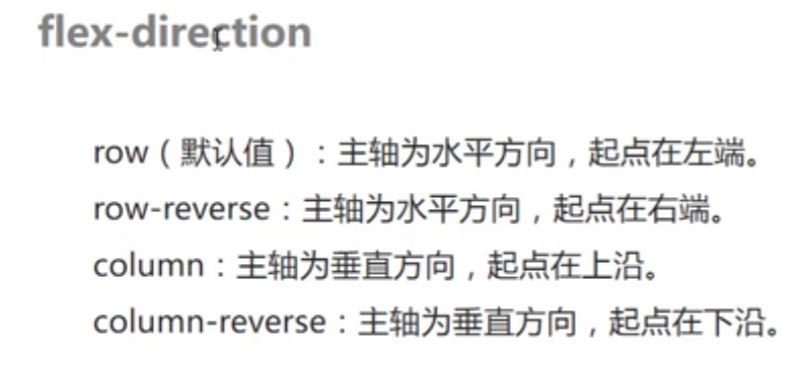 flex-direction
row（默认值）：主轴为水平方向，起点在左端。
row-reverse：主轴为水平方向，起点在右端。
column：主轴为垂直方向，起点在上沿。
column-reverse：主轴为垂直方向，起点在下沿。